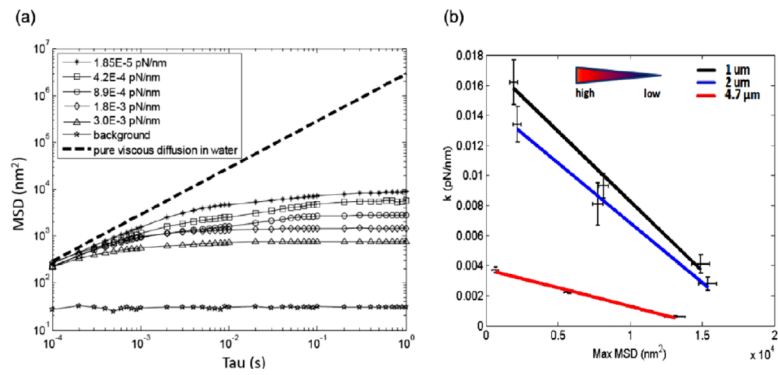 (a)
10^7
10^6
10^5
10^4
10^3
10^2
10^1
MSD (nm^2)
1.85E-5 pN/nm
4.2E-4 pN/nm
8.9E-4 pN/nm
1.8E-3 pN/nm
3.0E-3 pN/nm
background
pure viscous diffusion in water
10^-4
10^-3
10^-2
10^-1
10^0
Tau (s)
(b)
0.018
0.016
0.014
0.012
0.01
0.008
0.006
0.004
0.002
0
k (pN/nm)
high
low
1 um
2 um
4.7 µm
0
0.5
1
1.5
2
x 10^4
Max MSD (nm^2)